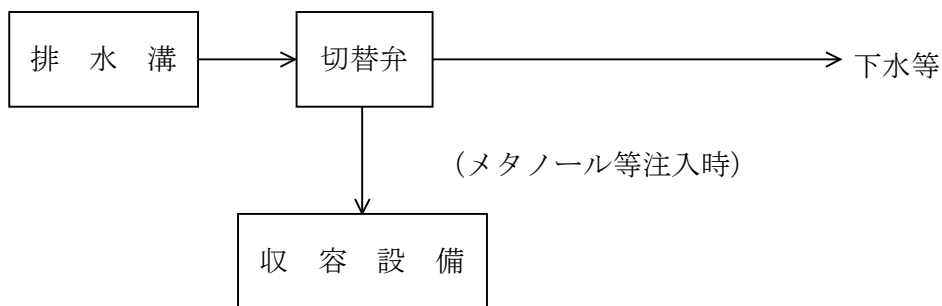 排水溝
切替弁
下水等
(メタノール等注入時)
収容設備